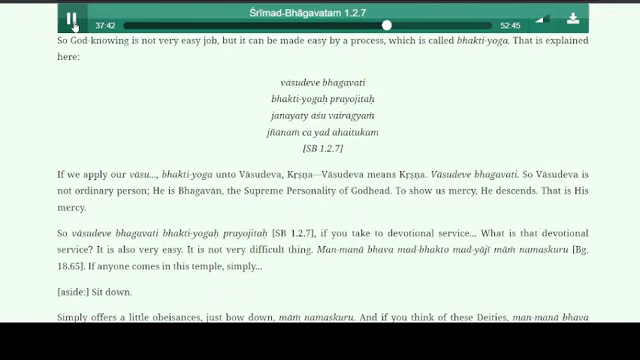 Śrīmad-Bhāgavatam 1.2.7
37:42
52:45
So God-knowing is not very easy job, but it can be made easy by a process, which is called bhakti-yoga. That is explained
here:
vāsudeve bhagavati
bhakti-yogaḥ prayojitaḥ
janayaty aśu vairāgyaṁ
jñānaṁ ca yad ahaitukam
[SB 1.2.7]
If we apply our vāsu..., bhakti-yoga unto Vāsudeva, Kṛṣṇa—Vāsudeva means Kṛṣṇa. Vāsudeve bhagavati. So Vāsudeva is
not ordinary person; He is Bhagavān, the Supreme Personality of Godhead. To show us mercy, He descends. That is His
mercy.
So vāsudeve bhagavati bhakti-yogaḥ prayojitaḥ [SB 1.2.7], if you take to devotional service... What is that devotional
service? It is also very easy. It is not very difficult thing. Man-manā bhava mad-bhakto mad-yājī māṁ namaskuru [Bg.
18.65]. If anyone comes in this temple, simply...
[aside:] Sit down.
Simply offers a little obeisances, just bow down, māṁ namaskuru. And if you think of these Deities, man-manā bhava